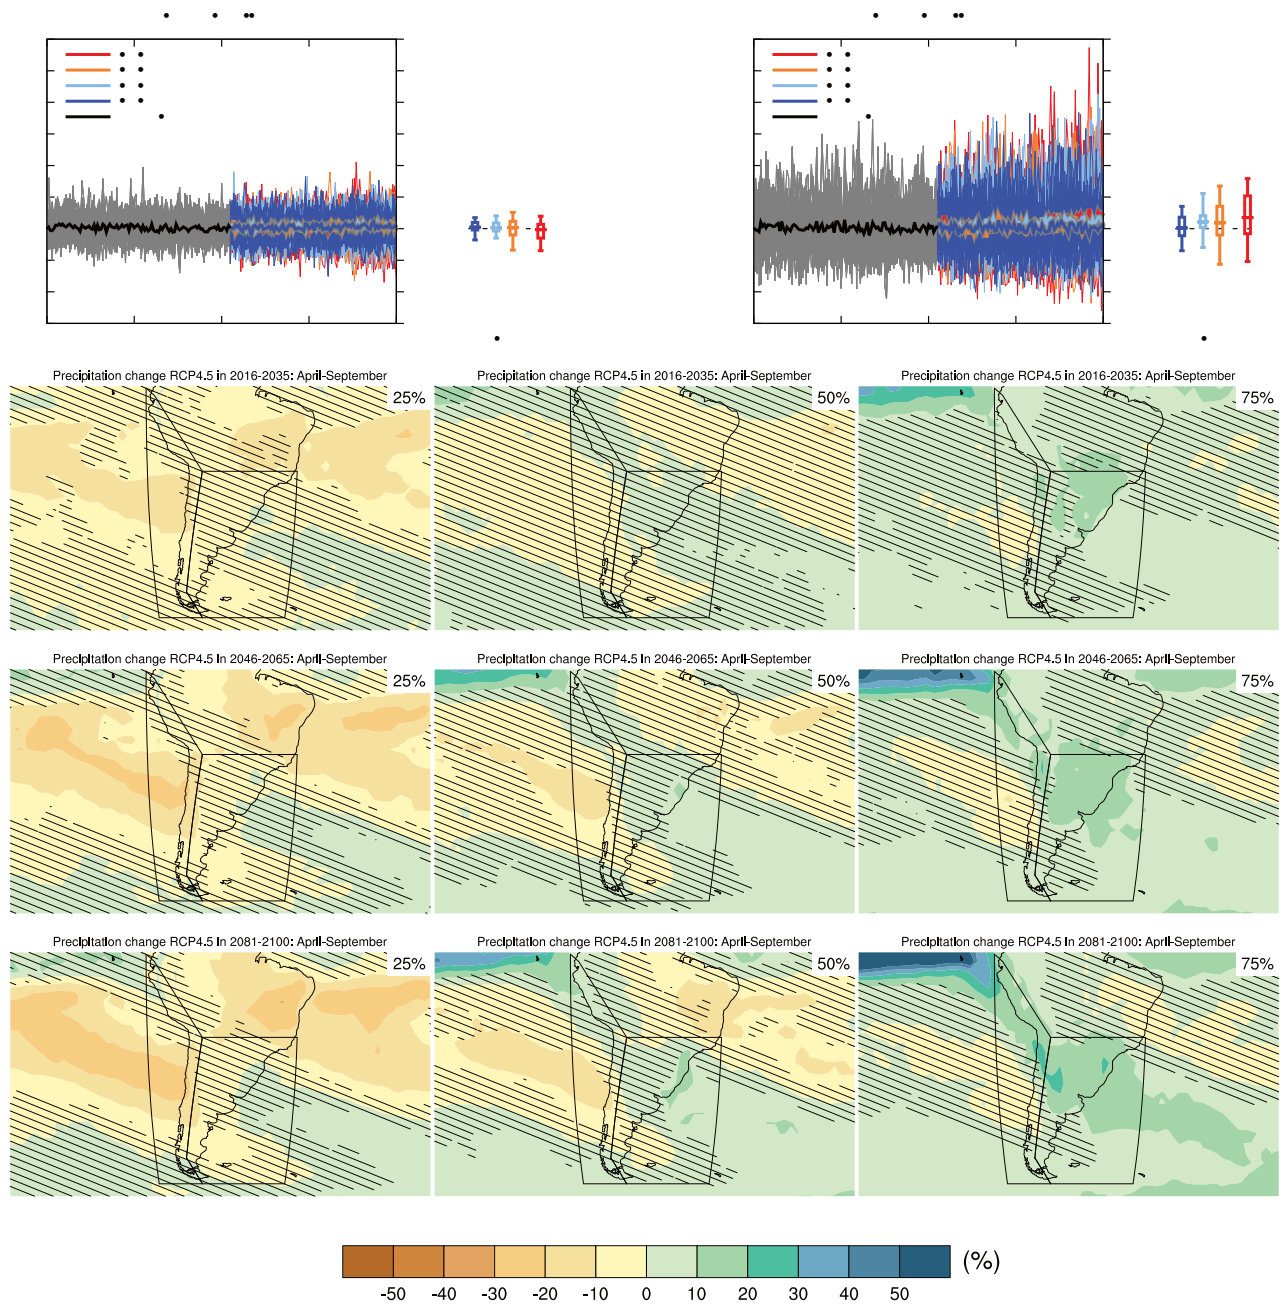 Precipitation change RCP4.5 in 2016-2035: April-September
25%
Precipitation change RCP4.5 in 2016-2035: April-September
50%
Precipitation change RCP4.5 in 2016-2035: April-September
75%
Precipitation change RCP4.5 in 2046-2065: April-September
25%
Precipitation change RCP4.5 in 2046-2065: April-September
50%
Precipitation change RCP4.5 in 2046-2065: April-September
75%
Precipitation change RCP4.5 in 2081-2100: April-September
25%
Precipitation change RCP4.5 in 2081-2100: April-September
50%
Precipitation change RCP4.5 in 2081-2100: April-September
75%
(%)
-50 -40 -30 -20 -10 0 10 20 30 40 50